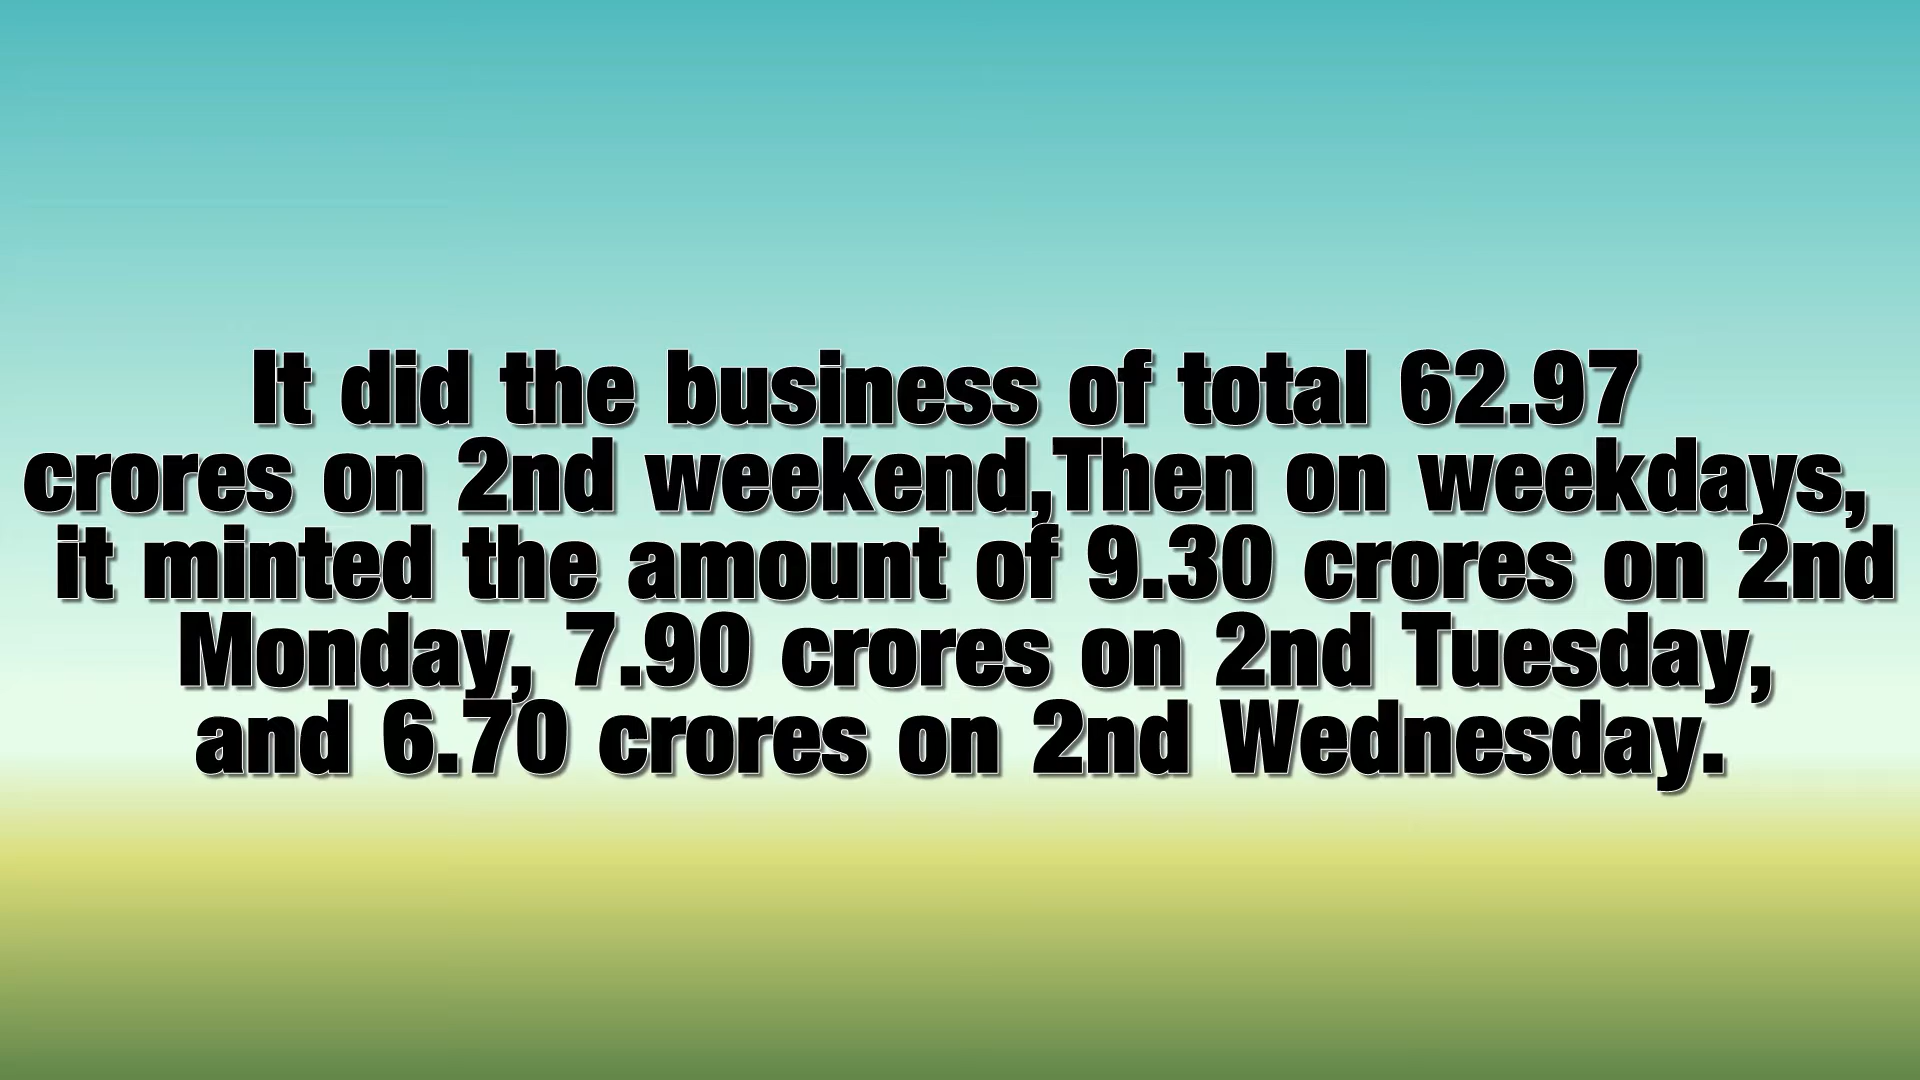 It did the business of total 62.97
crores on 2nd weekend,Then on weekdays,
it minted the amount of 9.30 crores on 2nd
Monday, 7.90 crores on 2nd Tuesday,
and 6.70 crores on 2nd Wednesday.